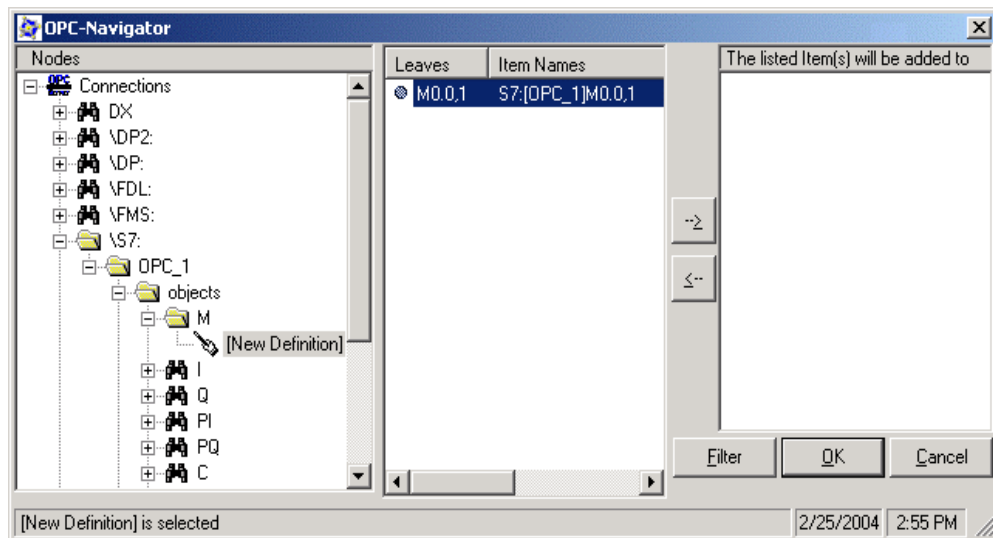 OPC-Navigator
Nodes
Connections
DX
\DP2:
\DP:
\FDL:
\FMS:
\S7:
OPC_1
objects
M
[New Definition]
I
Q
PI
PQ
C
Leaves Item Names
M0.0,1 S7:[OPC_1]M0.0,1
-->
<--
The listed Item(s) will be added to
Filter OK Cancel
[New Definition] is selected 2/25/2004 2:55 PM